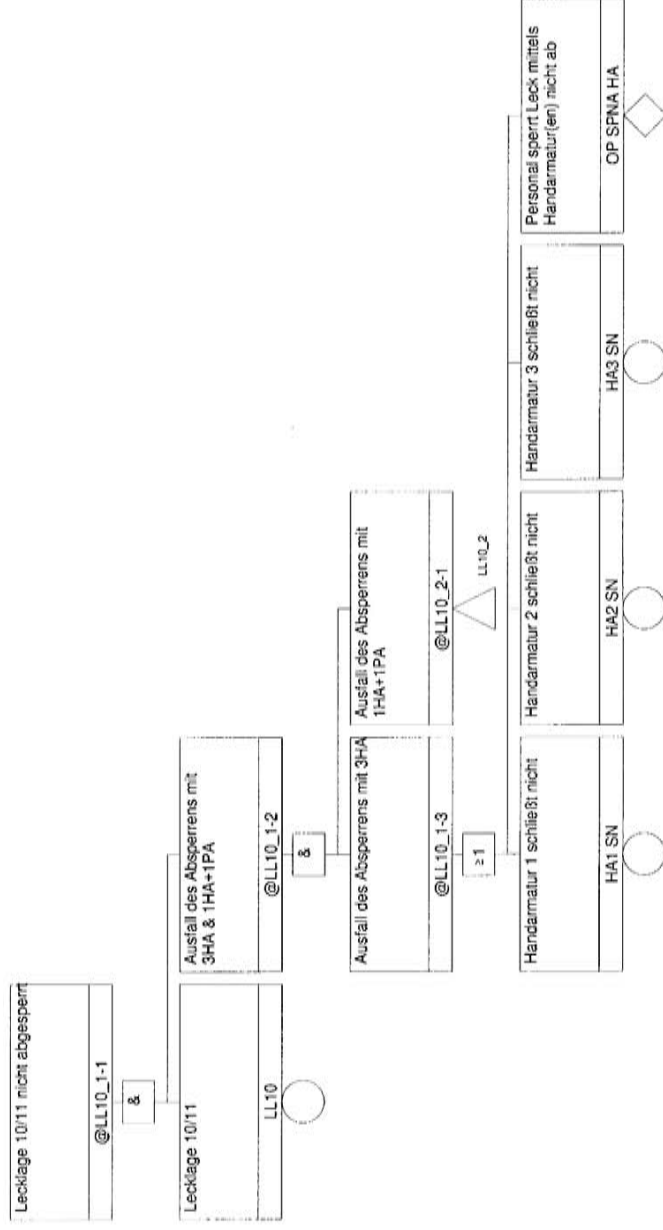 Lecklage 10/11 nicht abgesperrt
@LL10_1-1
&
Lecklage 10/11
LL10
Ausfall des Absperrens mit
3HA & 1HA+1PA
@LL10_1-2
&
Ausfall des Absperrens mit 3HA
@LL10_1-3
≥1
Ausfall des Absperrens mit
1HA+1PA
@LL10_2-1
LL10_2
Handarmatur 1 schließt nicht
HA1 SN
Handarmatur 2 schließt nicht
HA2 SN
Handarmatur 3 schließt nicht
HA3 SN
Personal sperrt Leck mittels
Handarmatur(en) nicht ab
OP SPNA HA